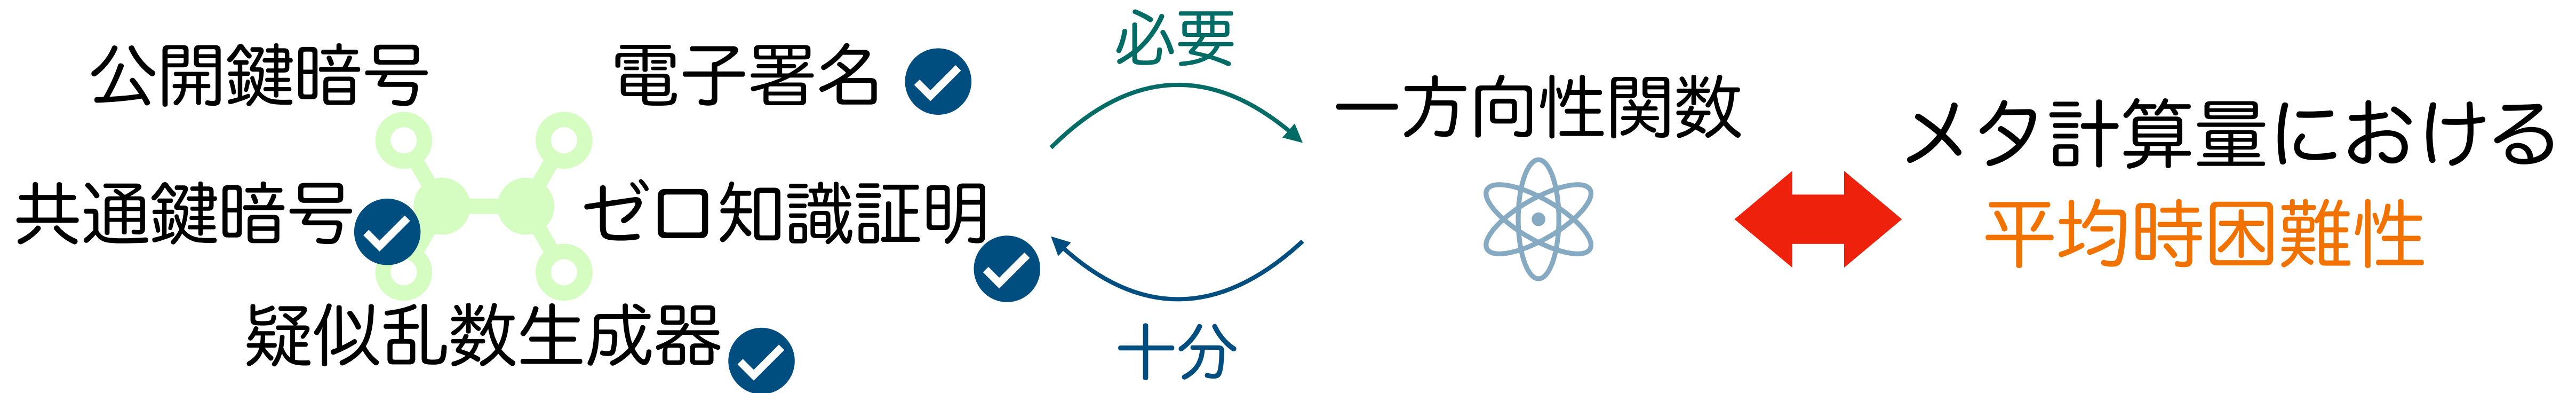 公開鍵暗号
電子署名
共通鍵暗号
ゼロ知識証明
疑似乱数生成器
必要
十分
一方向性関数
メタ計算量における
平均時困難性